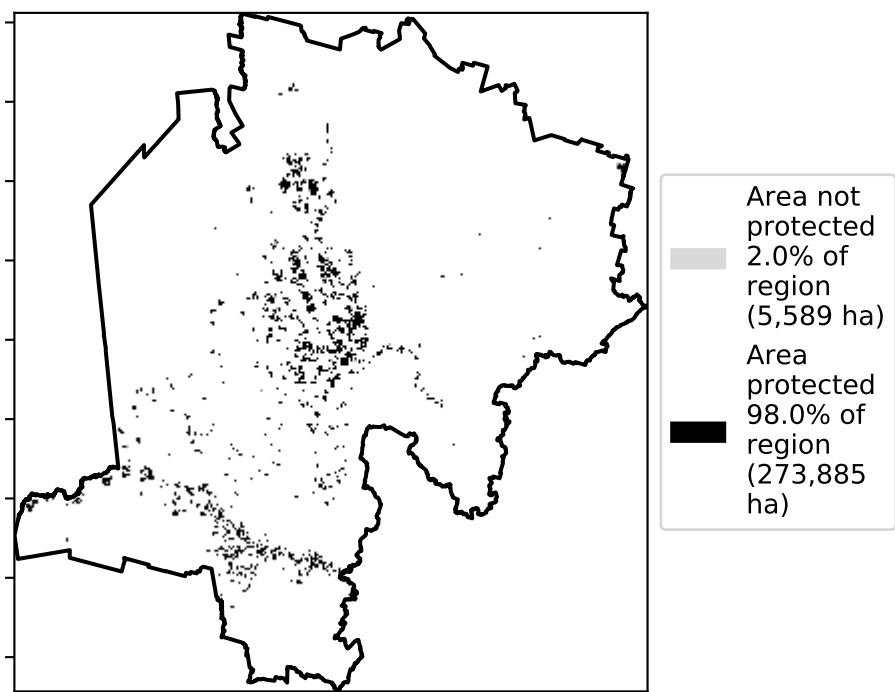 Area not
protected
2.0% of
region
(5,589 ha)
Area
protected
98.0% of
region
(273,885
ha)